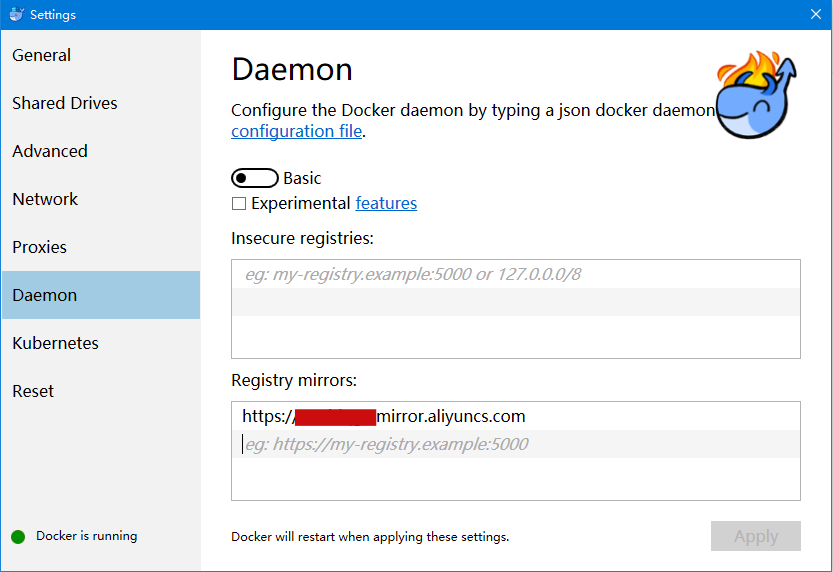 Settings
General
Shared Drives
Advanced
Network
Proxies
Daemon
Kubernetes
Reset
Docker is running
Daemon
Configure the Docker daemon by typing a json docker daemon
configuration file.
Basic
Experimental features
Insecure registries:
eg: my-registry.example:5000 or 127.0.0.0/8
Registry mirrors:
https://mirror.aliyuncs.com
eg: https://my-registry.example:5000
Docker will restart when applying these settings.
Apply